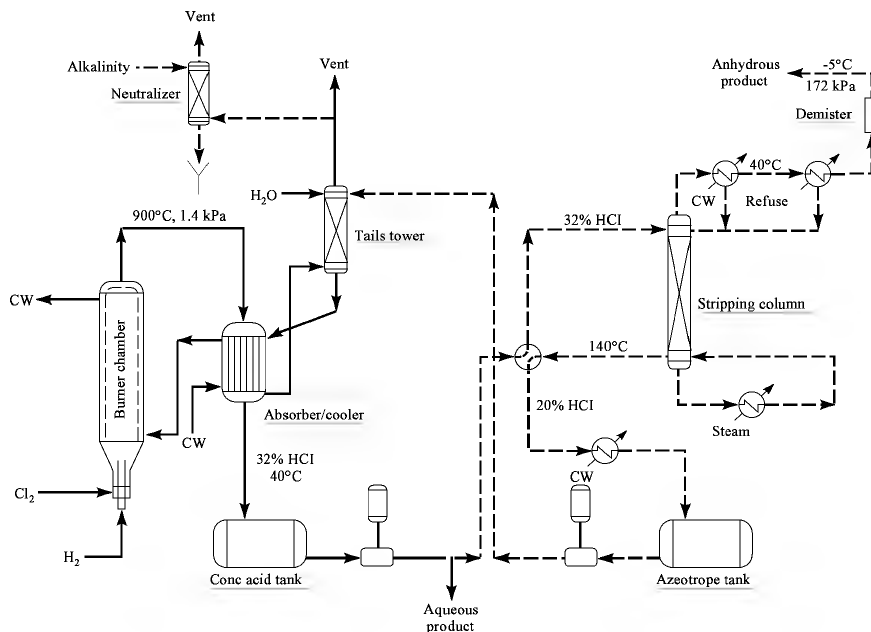 Vent
Alkalinity
Neutralizer
Vent
H2O
Tails tower
900°C, 1.4 kPa
CW
Burner chamber
CW
Absorber/cooler
32% HCl
40°C
Cl2
H2
Conc acid tank
Aqueous
product
Anhydrous
product
-5°C
172 kPa
Demister
40°C
CW
Refuse
32% HCI
Stripping column
140°C
20% HCI
Steam
CW
Azeotrope tank